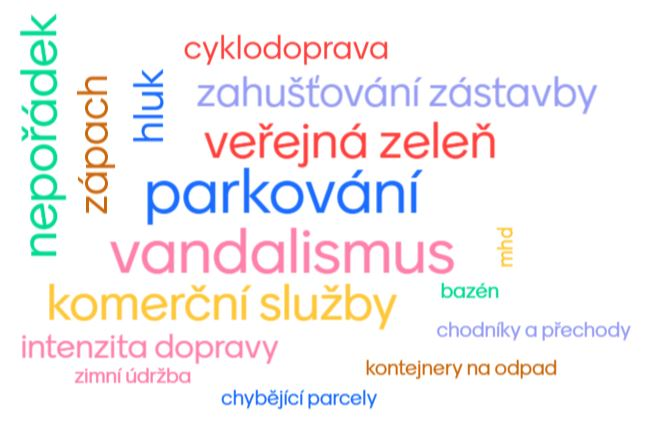 nepořádek
zápach
hluk
cyklodoprava
zahušťování zástavby
veřejná zeleň
parkování
vandalismus
mhd
komerční služby
bazén
chodníky a přechody
intenzita dopravy
zimní údržba
kontejnery na odpad
chybějící parcely